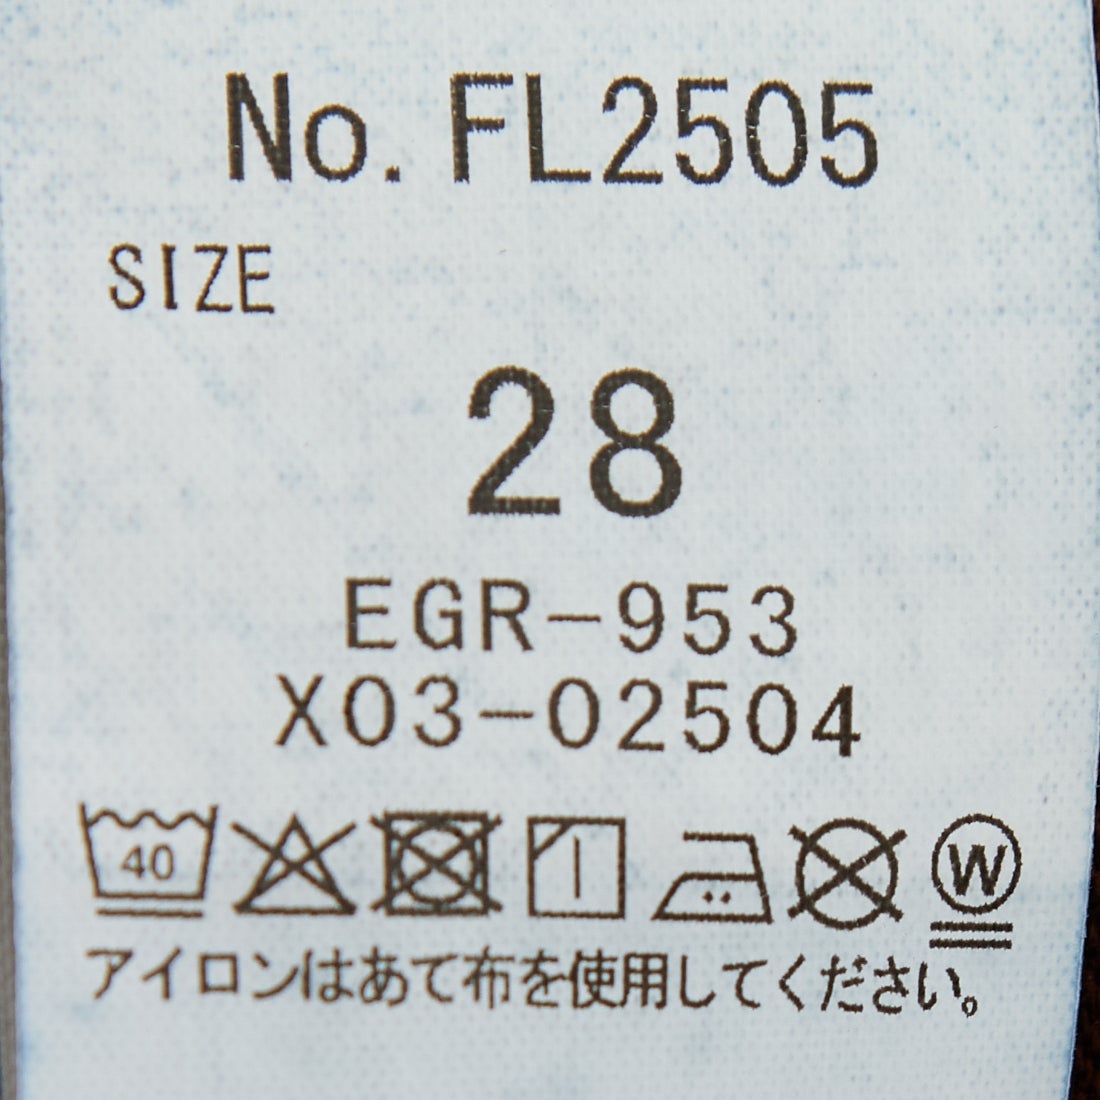 No. FL2505
SIZE
28
EGR-953
X03-02504
40 W
アイロンはあて布を使用してください。